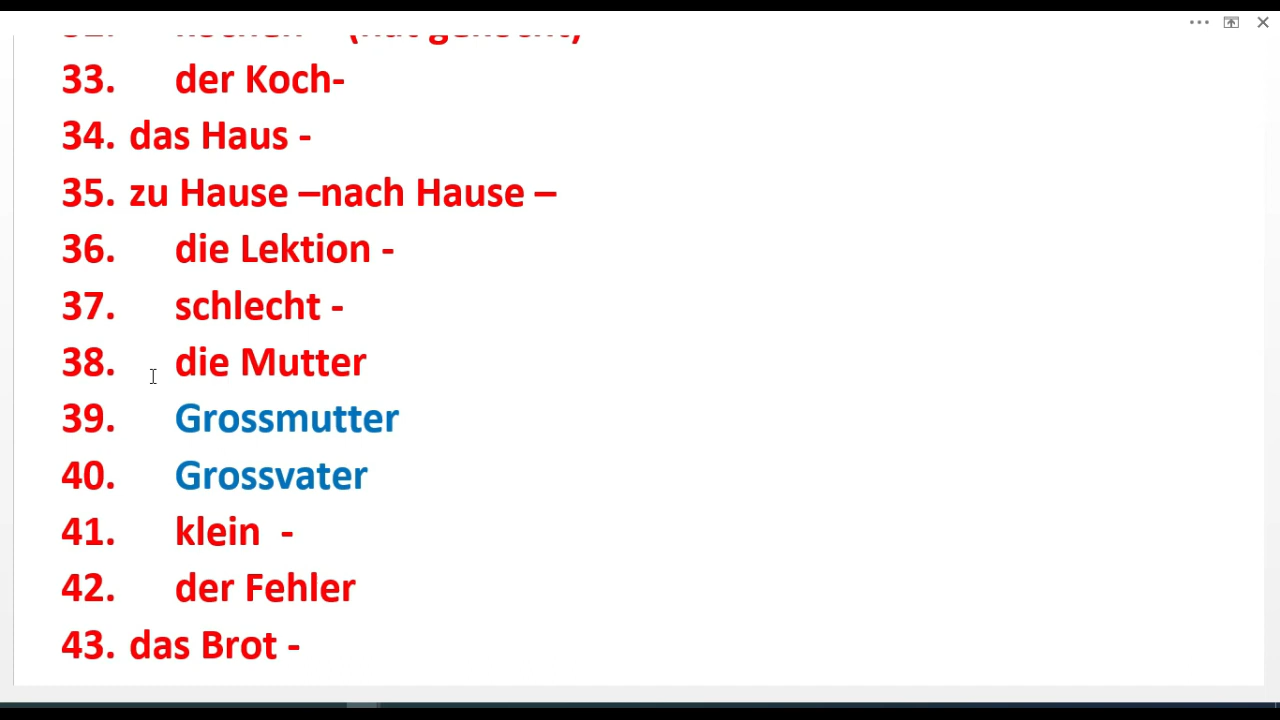 33. der Koch-
34. das Haus -
35. zu Hause –nach Hause –
36. die Lektion -
37. schlecht -
38. die Mutter
39. Grossmutter
40. Grossvater
41. klein -
42. der Fehler
43. das Brot -